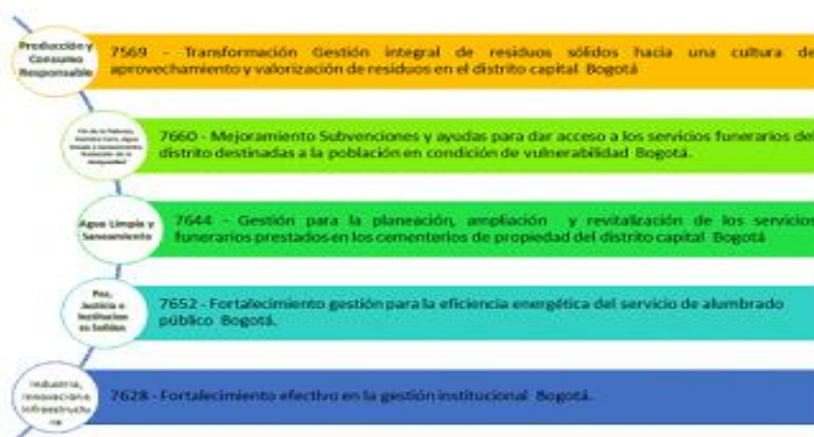 Producción y
Consumo
Responsable
7569 - Transformación Gestión integral de residuos sólidos hacia una cultura de
aprovechamiento y valorización de residuos en el distrito capital Bogotá
7660 - Mejoramiento Subvenciones y ayudas para dar acceso a los servicios funerarios del
distrito destinadas a la población en condición de vulnerabilidad Bogotá.
Agua Limpia y
Saneamiento
7644 - Gestión para la planeación, ampliación y revitalización de los servicios
funerarios prestados en los cementerios de propiedad del distrito capital Bogotá
Paz,
Justicia e
Institucion
es Solidas
7652 - Fortalecimiento gestión para la eficiencia energética del servicio de alumbrado
público Bogotá.
Industria,
innovación e
infraestructu
ra
7628 - Fortalecimiento efectivo en la gestión institucional Bogotá.